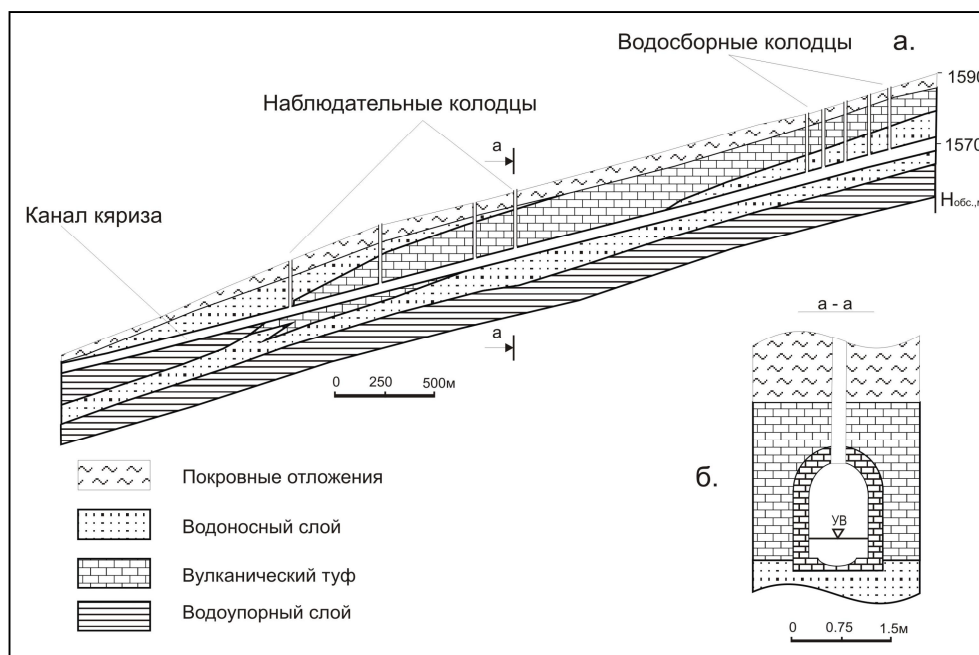 Водосборные колодцы
а.
1590
Наблюдательные колодцы
1570
а
Канал кяриза
Hобс.,м
а - а
а
0 250 500м
Покровные отложения
б.
Водоносный слой
УВ
Вулканический туф
Водоупорный слой
0 0.75 1.5м